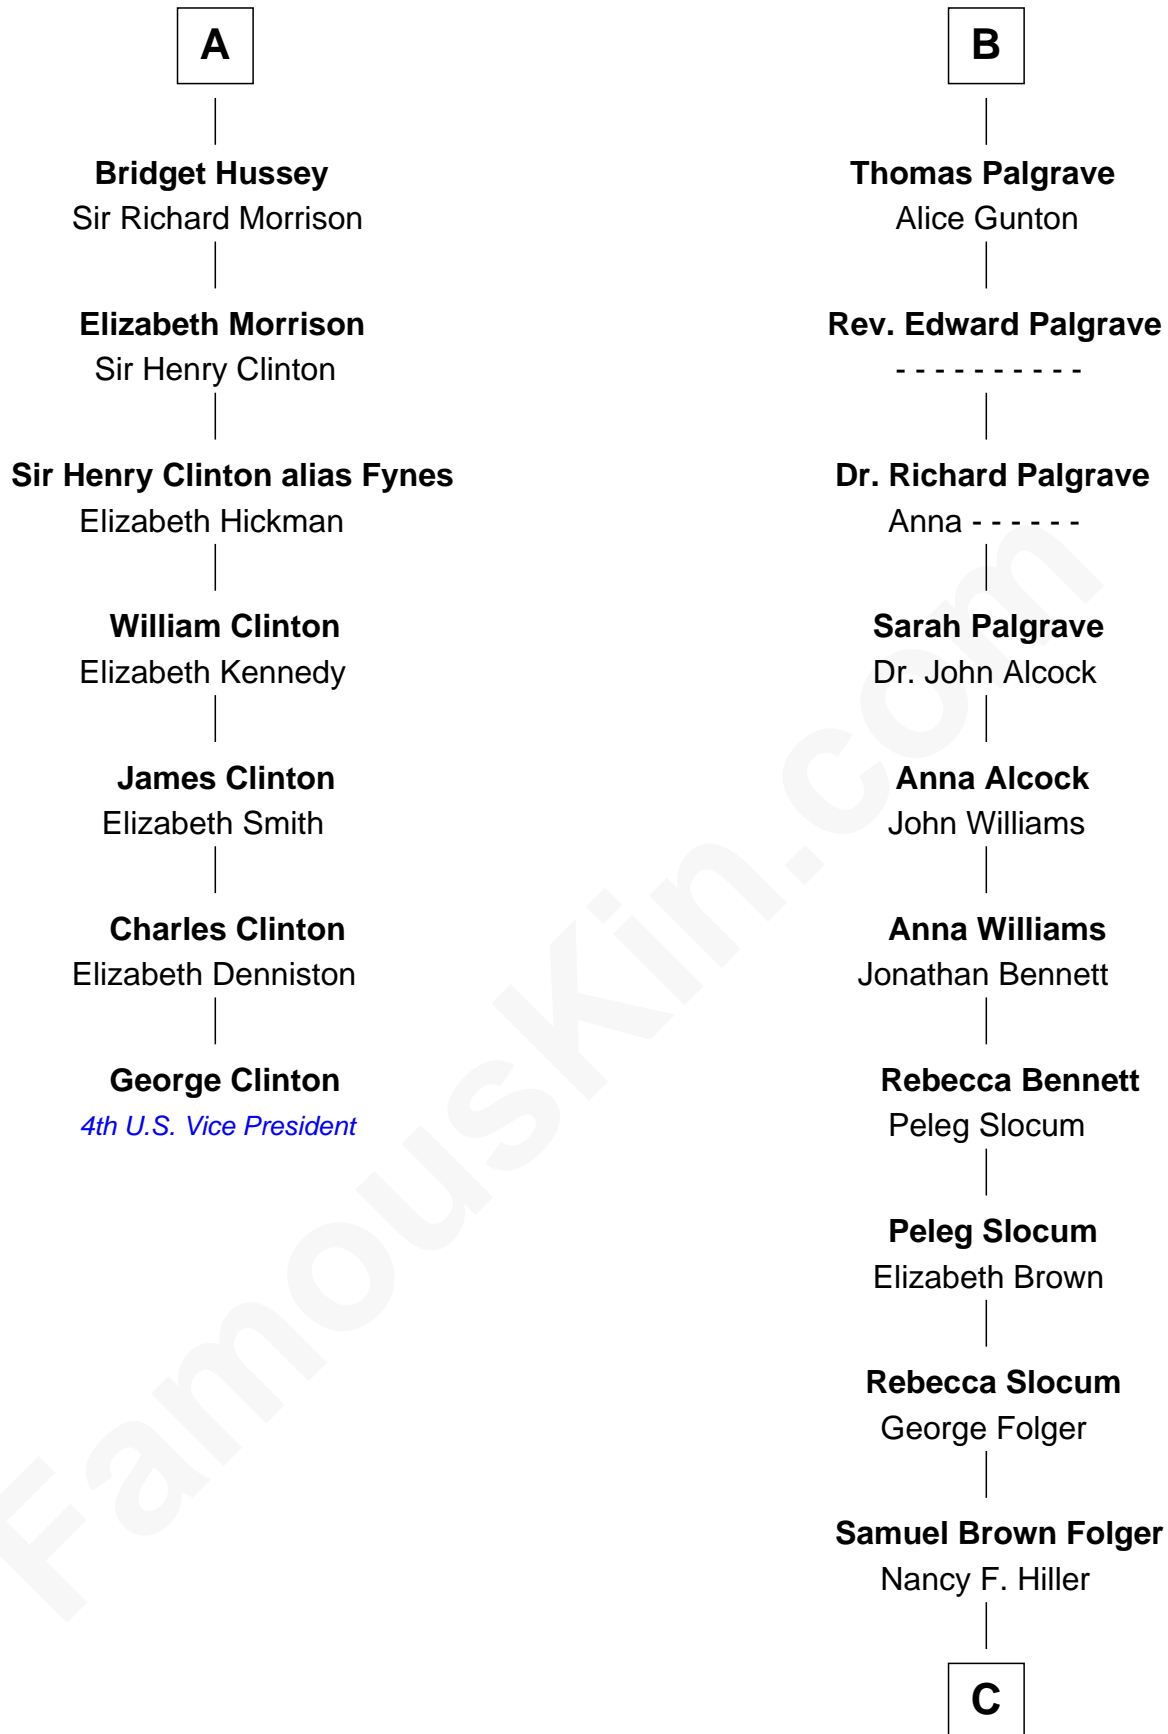 A
Bridget Hussey
Sir Richard Morrison
Elizabeth Morrison
Sir Henry Clinton
Sir Henry Clinton alias Fynes
Elizabeth Hickman
William Clinton
Elizabeth Kennedy
James Clinton
Elizabeth Smith
Charles Clinton
Elizabeth Denniston
George Clinton
4th U.S. Vice President
B
Thomas Palgrave
Alice Gunton
Rev. Edward Palgrave
- - - - - - - - - -
Dr. Richard Palgrave
Anna - - - - - -
Sarah Palgrave
Dr. John Alcock
Anna Alcock
John Williams
Anna Williams
Jonathan Bennett
Rebecca Bennett
Peleg Slocum
Peleg Slocum
Elizabeth Brown
Rebecca Slocum
George Folger
Samuel Brown Folger
Nancy F. Hiller
C
FamousKin.com